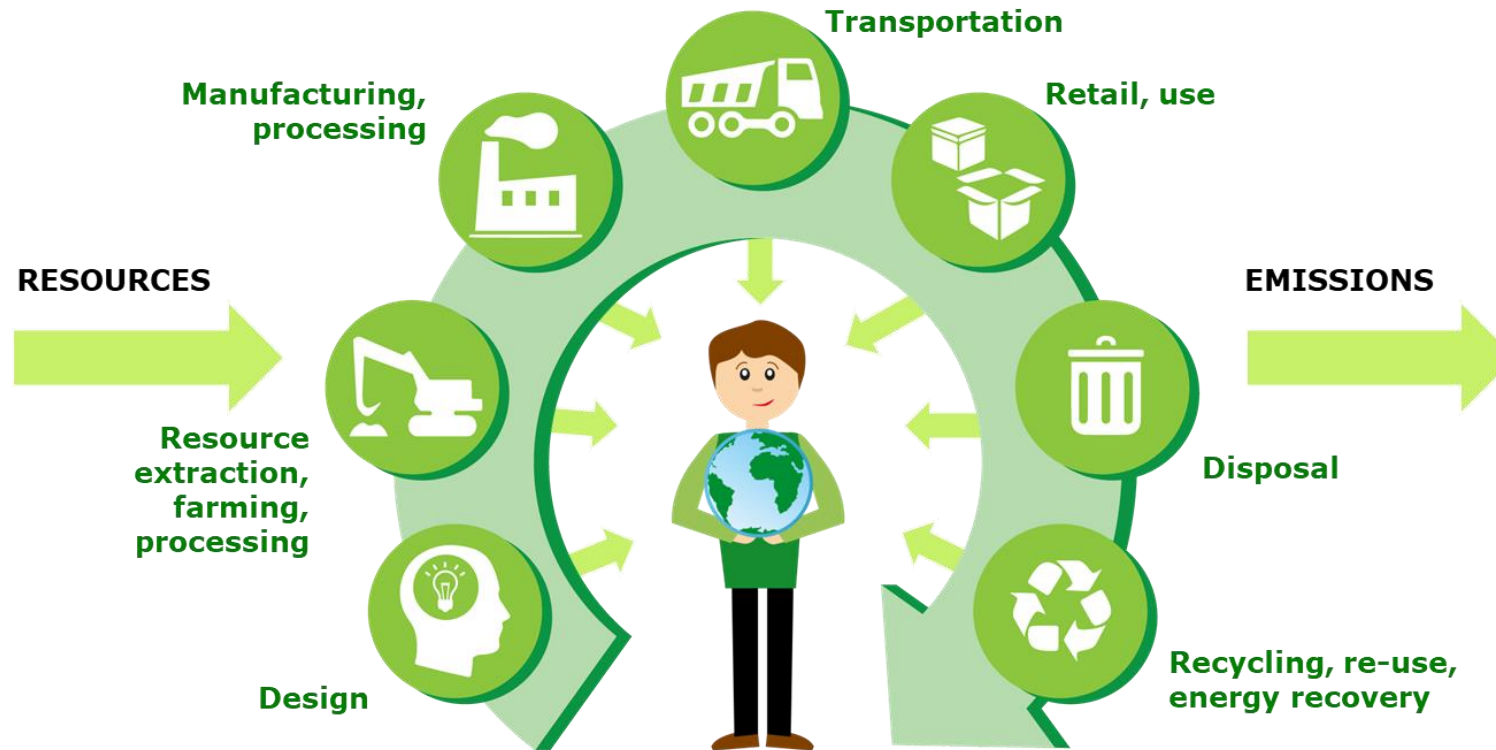 Transportation
Manufacturing,
processing
Retail, use
RESOURCES
EMISSIONS
Resource
extraction,
farming,
processing
Disposal
Design
Recycling, re-use,
energy recovery